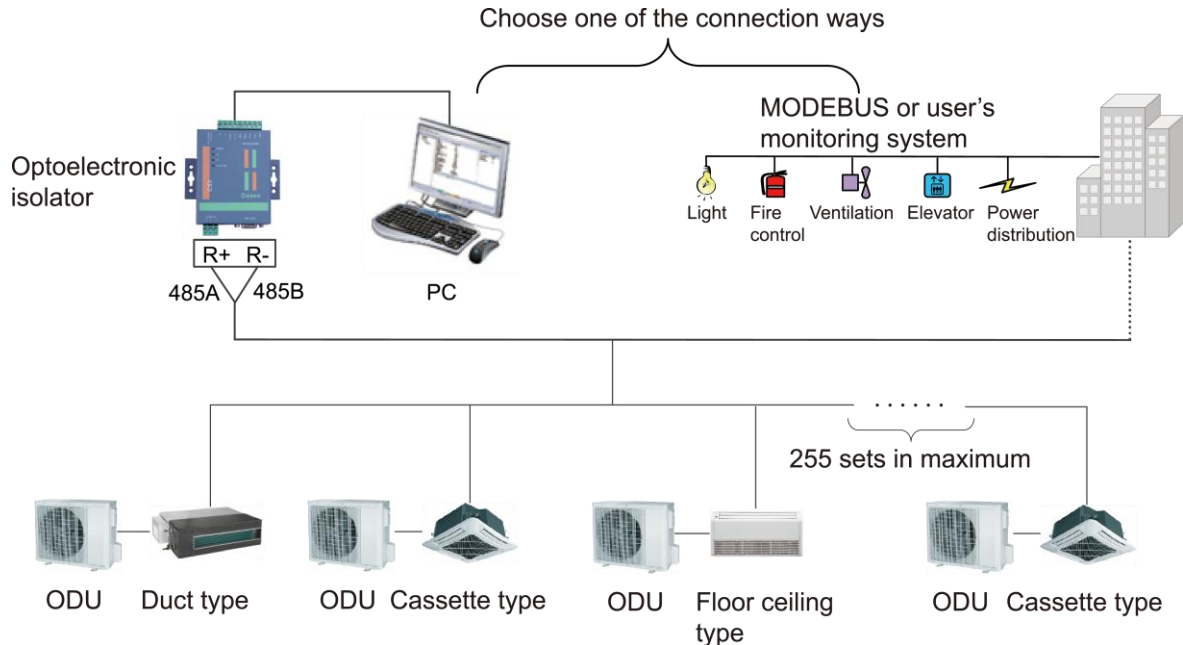 Choose one of the connection ways
MODEBUS or user's
monitoring system
Optoelectronic
isolator
Light
Fire
control
Ventilation
Elevator
Power
distribution
R+ R-
485A
485B
PC
255 sets in maximum
ODU
Duct type
ODU
Cassette type
ODU
Floor ceiling
type
ODU
Cassette type